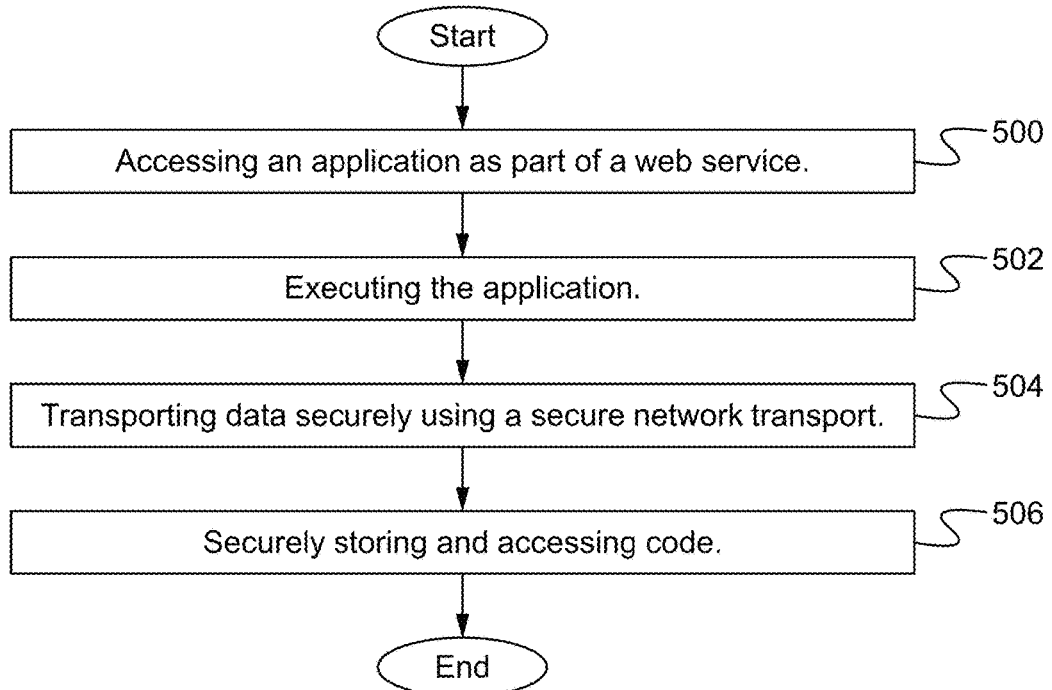 Start
Accessing an application as part of a web service.
500
Executing the application.
502
Transporting data securely using a secure network transport.
504
Securely storing and accessing code.
506
End